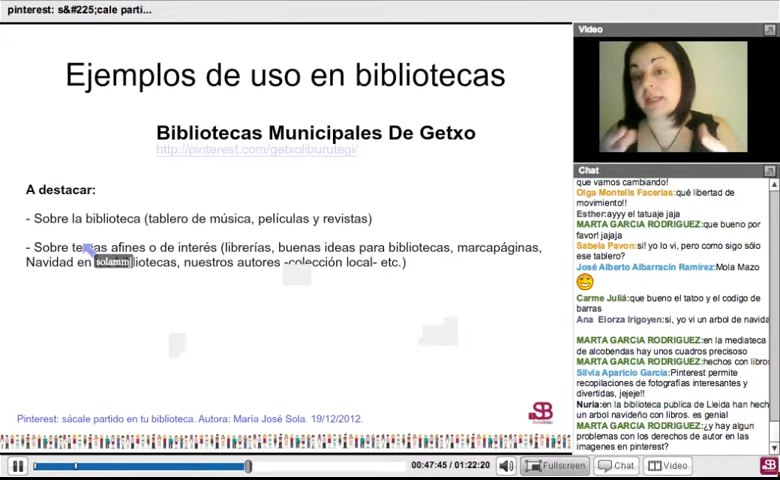 pinterest: s&#225;cale parti...
Ejemplos de uso en bibliotecas
Bibliotecas Municipales De Getxo
http://pinterest.com/getxoliburutegi/
A destacar:
- Sobre la biblioteca (tablero de música, películas y revistas)
- Sobre temas afines o de interés (librerías, buenas ideas para bibliotecas, marcapáginas,
Navidad en bibliotecas, nuestros autores -colección local- etc.)
solammj
Pinterest: sácale partido en tu biblioteca. Autora: María José Sola. 19/12/2012.
SB
Video
Chat
que vamos cambiando!
Olga Montells Facerias:qué libertad de
movimiento!!
Esther:ayyy el tatuaje jaja
MARTA GARCIA RODRIGUEZ:que bueno por
favor! jajaja
Sabela Pavon:si! yo lo vi, pero como sigo sólo
ese tablero?
José Alberto Albarracín Ramírez:Mola Mazo
Carme Juliá:que bueno el tatoo y el codigo de
barras
Ana Elorza Irigoyen:si, yo vi un arbol de navida
MARTA GARCIA RODRIGUEZ:en la mediateca
de alcobendas hay unos cuadros precisoso
MARTA GARCIA RODRIGUEZ:hechos con libro
Silvia Aparicio Garcia:Pinterest permite
recopilaciones de fotografías interesantes y
divertidas, jejeje!!
Nuria:en la biblioteca publica de Lleida han hech
un arbol navideño con libros. es genial
MARTA GARCIA RODRIGUEZ:¿y hay algun
problemas con los derechos de autor en las
imagenes en pinterest?
00:47:45 / 01:22:20
Fullscreen
Chat
Video
SB